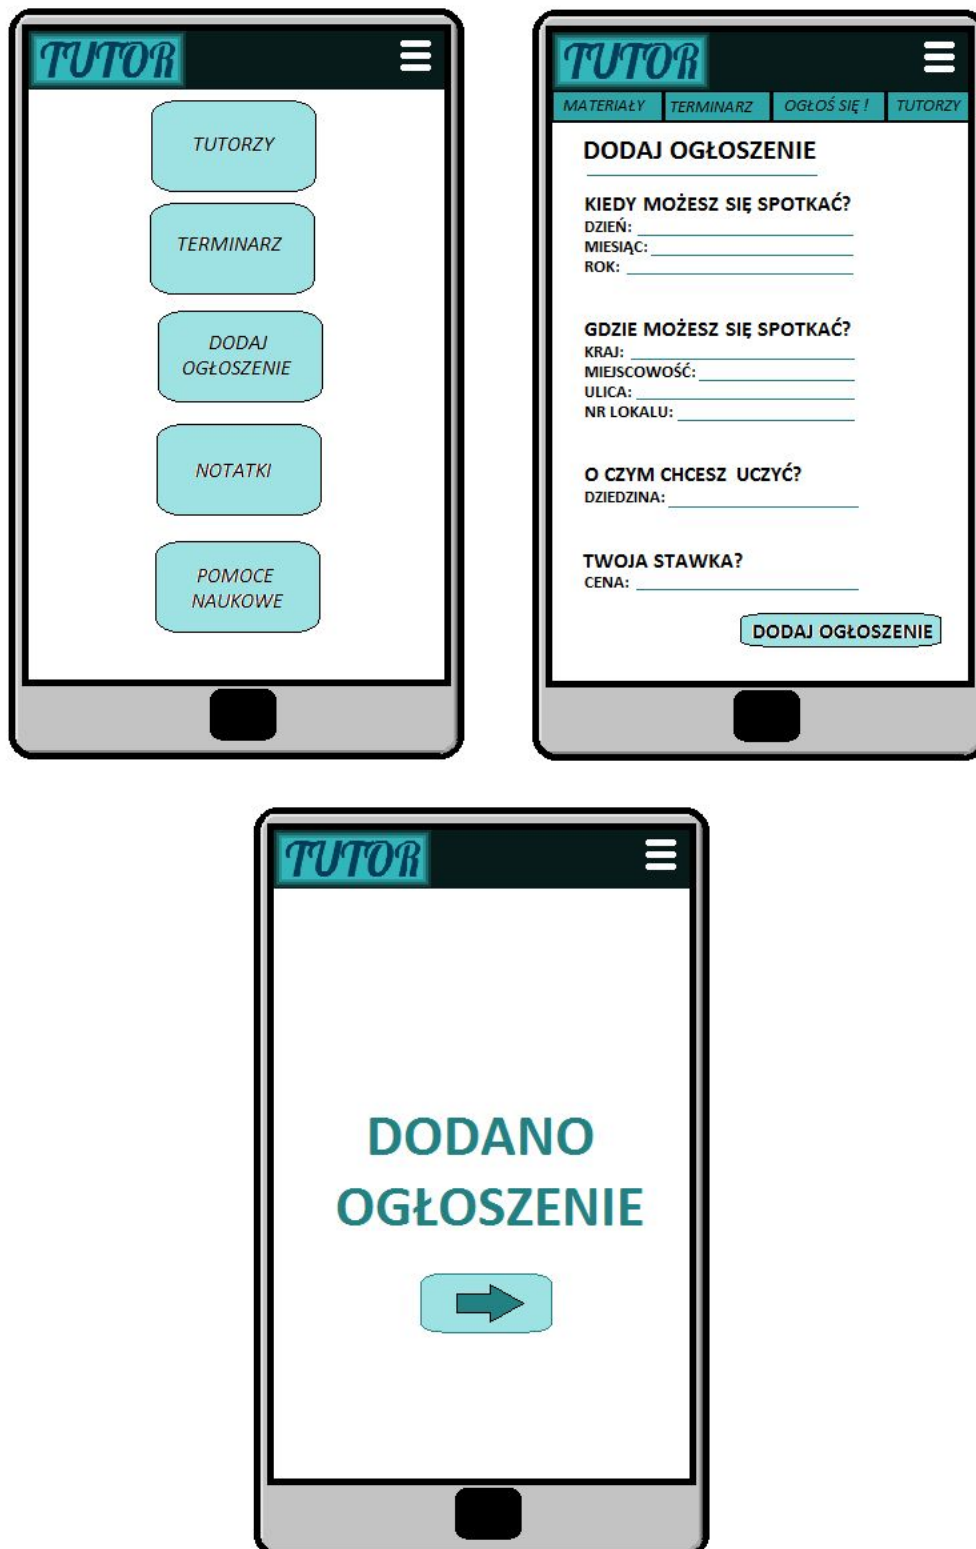 TUTOR
TUTORZY
TERMINARZ
DODAJ
OGŁOSZENIE
NOTATKI
POMOCE
NAUKOWE
TUTOR
MATERIAŁY TERMINARZ OGŁOŚ SIĘ ! TUTORZY
DODAJ OGŁOSZENIE
KIEDY MOŻESZ SIĘ SPOTKAĆ?
DZIEŃ:
MIESIĄC:
ROK:
GDZIE MOŻESZ SIĘ SPOTKAĆ?
KRAJ:
MIEJSCOWOŚĆ:
ULICA:
NR LOKALU:
O CZYM CHCESZ UCZYĆ?
DZIEDZINA:
TWOJA STAWKA?
CENA:
DODAJ OGŁOSZENIE
TUTOR
DODANO
OGŁOSZENIE